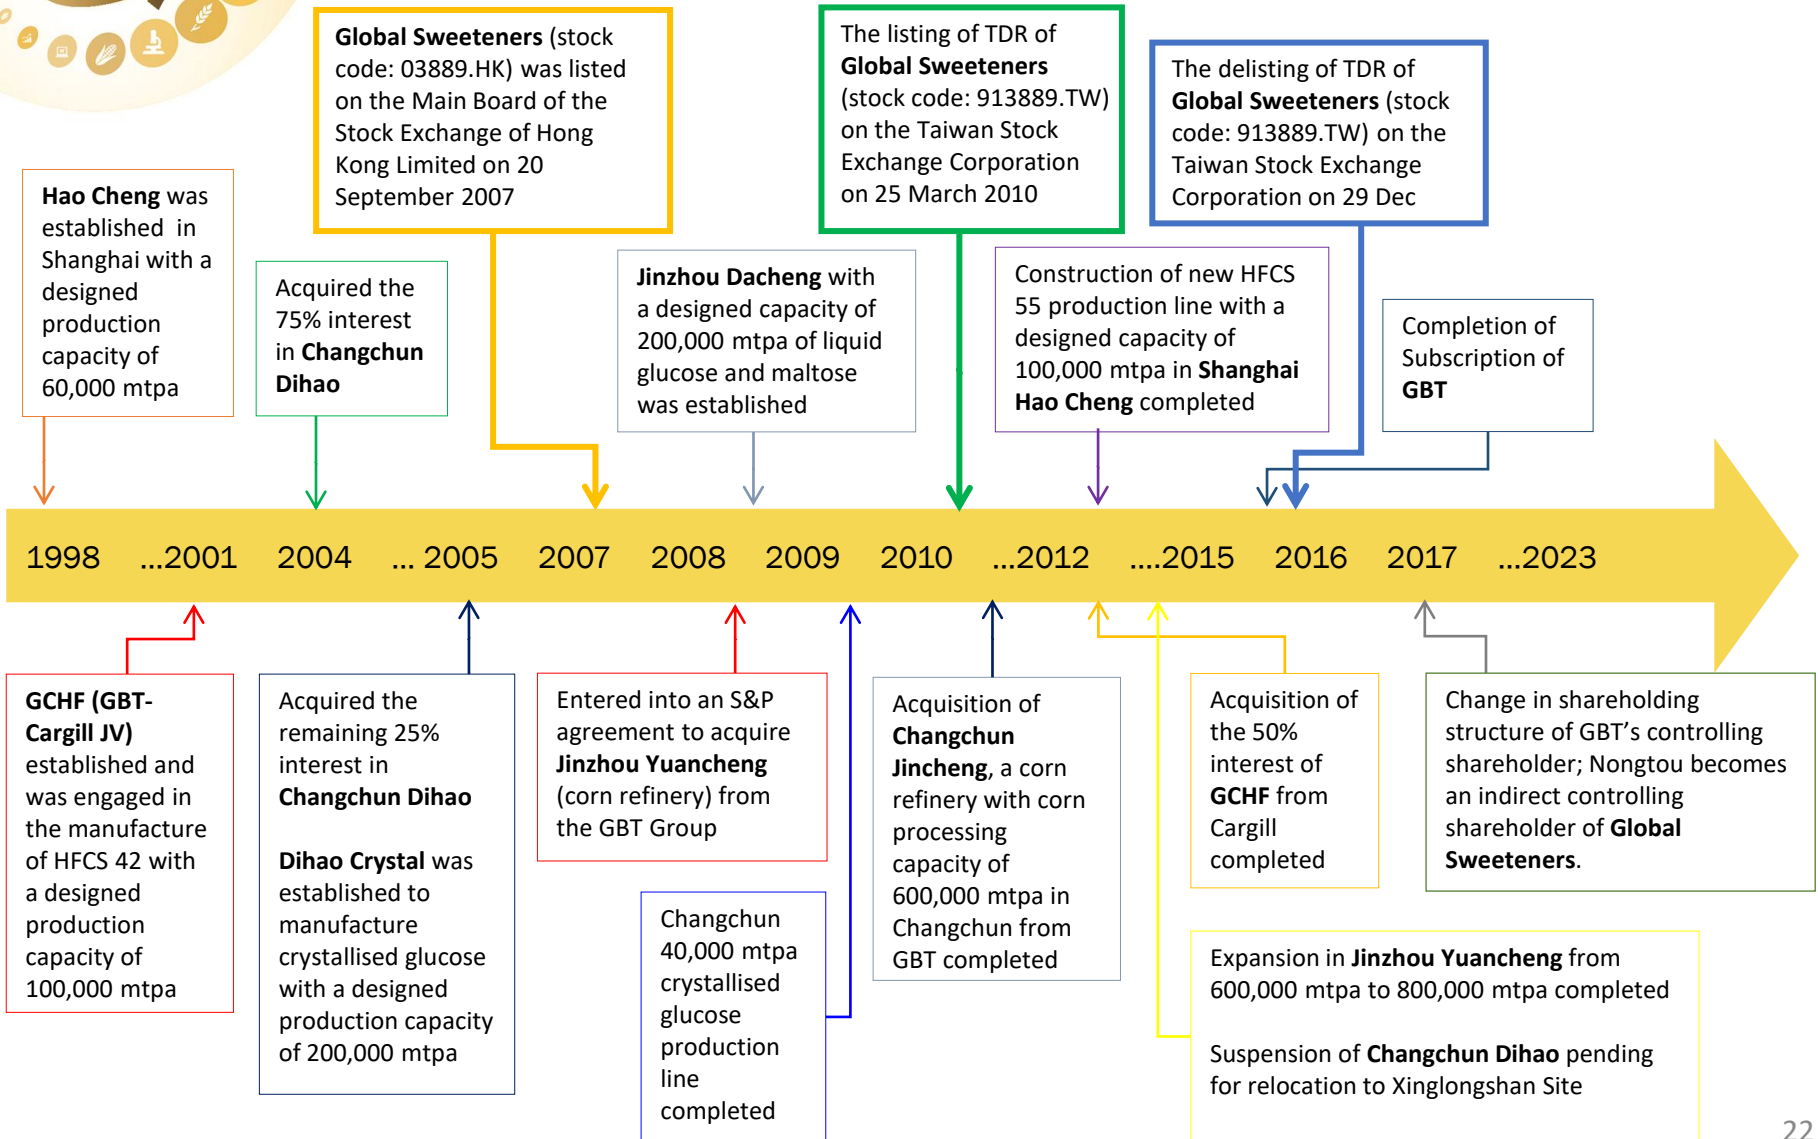 Global Sweeteners (stock
code: 03889.HK) was listed
on the Main Board of the
Stock Exchange of Hong
Kong Limited on 20
September 2007
The listing of TDR of
Global Sweeteners
(stock code: 913889.TW)
on the Taiwan Stock
Exchange Corporation
on 25 March 2010
The delisting of TDR of
Global Sweeteners (stock
code: 913889.TW) on the
Taiwan Stock Exchange
Corporation on 29 Dec
Hao Cheng was
established in
Shanghai with a
designed
production
capacity of
60,000 mtpa
Acquired the
75% interest
in Changchun
Dihao
Jinzhou Dacheng with
a designed capacity of
200,000 mtpa of liquid
glucose and maltose
was established
Construction of new HFCS
55 production line with a
designed capacity of
100,000 mtpa in Shanghai
Hao Cheng completed
Completion of
Subscription of
GBT
1998 ...2001 2004 ... 2005 2007 2008 2009 2010 ...2012 ....2015 2016 2017 ...2023
GCHF (GBT-
Cargill JV)
established and
was engaged in
the manufacture
of HFCS 42 with
a designed
production
capacity of
100,000 mtpa
Acquired the
remaining 25%
interest in
Changchun Dihao
Dihao Crystal was
established to
manufacture
crystallised glucose
with a designed
production capacity
of 200,000 mtpa
Entered into an S&P
agreement to acquire
Jinzhou Yuancheng
(corn refinery) from
the GBT Group
Changchun
40,000 mtpa
crystallised
glucose
production
line
completed
Acquisition of
Changchun
Jincheng, a corn
refinery with corn
processing
capacity of
600,000 mtpa in
Changchun from
GBT completed
Acquisition of
the 50%
interest of
GCHF from
Cargill
completed
Change in shareholding
structure of GBT's controlling
shareholder; Nongtou becomes
an indirect controlling
shareholder of Global
Sweeteners.
Expansion in Jinzhou Yuancheng from
600,000 mtpa to 800,000 mtpa completed
Suspension of Changchun Dihao pending
for relocation to Xinglongshan Site
22